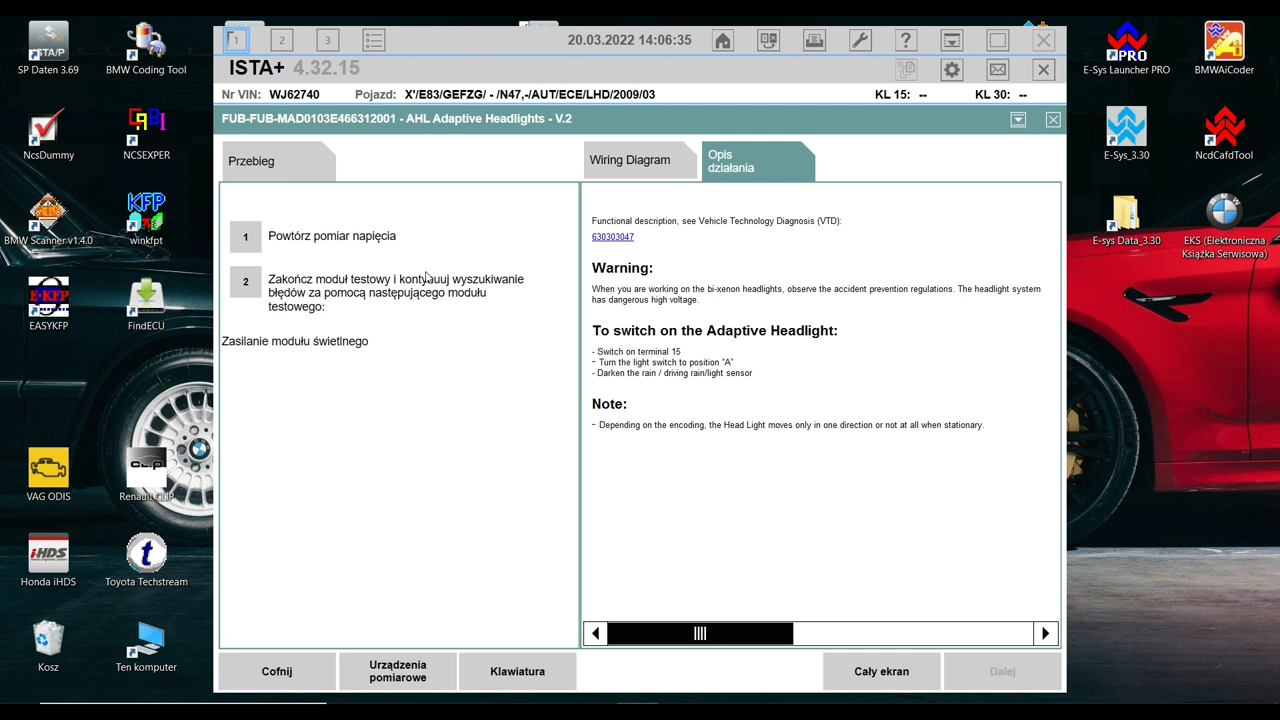 STA/P
SP Daten 3.69
BMW Coding Tool
NcsDummy
NCSEXPER
BMW Scanner v1.4.0
KFP
winkfpt
E-KFP
EASYKFP
FindECU
VAG ODIS
CLIP
Renault CLIP
iHDS
Honda iHDS
Toyota Techstream
Kosz
Ten komputer
1
2
3
20.03.2022 14:06:35
ISTA+ 4.32.15
Nr VIN: WJ62740 Pojazd: X'/E83/GEFZG/ - /N47,-/AUT/ECE/LHD/2009/03 KL 15: -- KL 30: --
FUB-FUB-MAD0103E466312001 - AHL Adaptive Headlights - V.2
Przebieg
1 Powtórz pomiar napięcia
2 Zakończ moduł testowy i kontynuuj wyszukiwanie
błędów za pomocą następującego modułu
testowego:
Zasilanie modułu świetlnego
Wiring Diagram
Opis
działania
Functional description, see Vehicle Technology Diagnosis (VTD):
630303047
Warning:
When you are working on the bi-xenon headlights, observe the accident prevention regulations. The headlight system
has dangerous high voltage.
To switch on the Adaptive Headlight:
- Switch on terminal 15
- Turn the light switch to position "A"
- Darken the rain / driving rain/light sensor
Note:
- Depending on the encoding, the Head Light moves only in one direction or not at all when stationary.
Cofnij
Urządzenia
pomiarowe
Klawiatura
Cały ekran
Dalej
PRO
E-Sys Launcher PRO
BMWAiCoder
E-Sys_3.30
NcdCafdTool
E-sys Data_3.30
EKS (Elektroniczna
Książka Serwisowa)